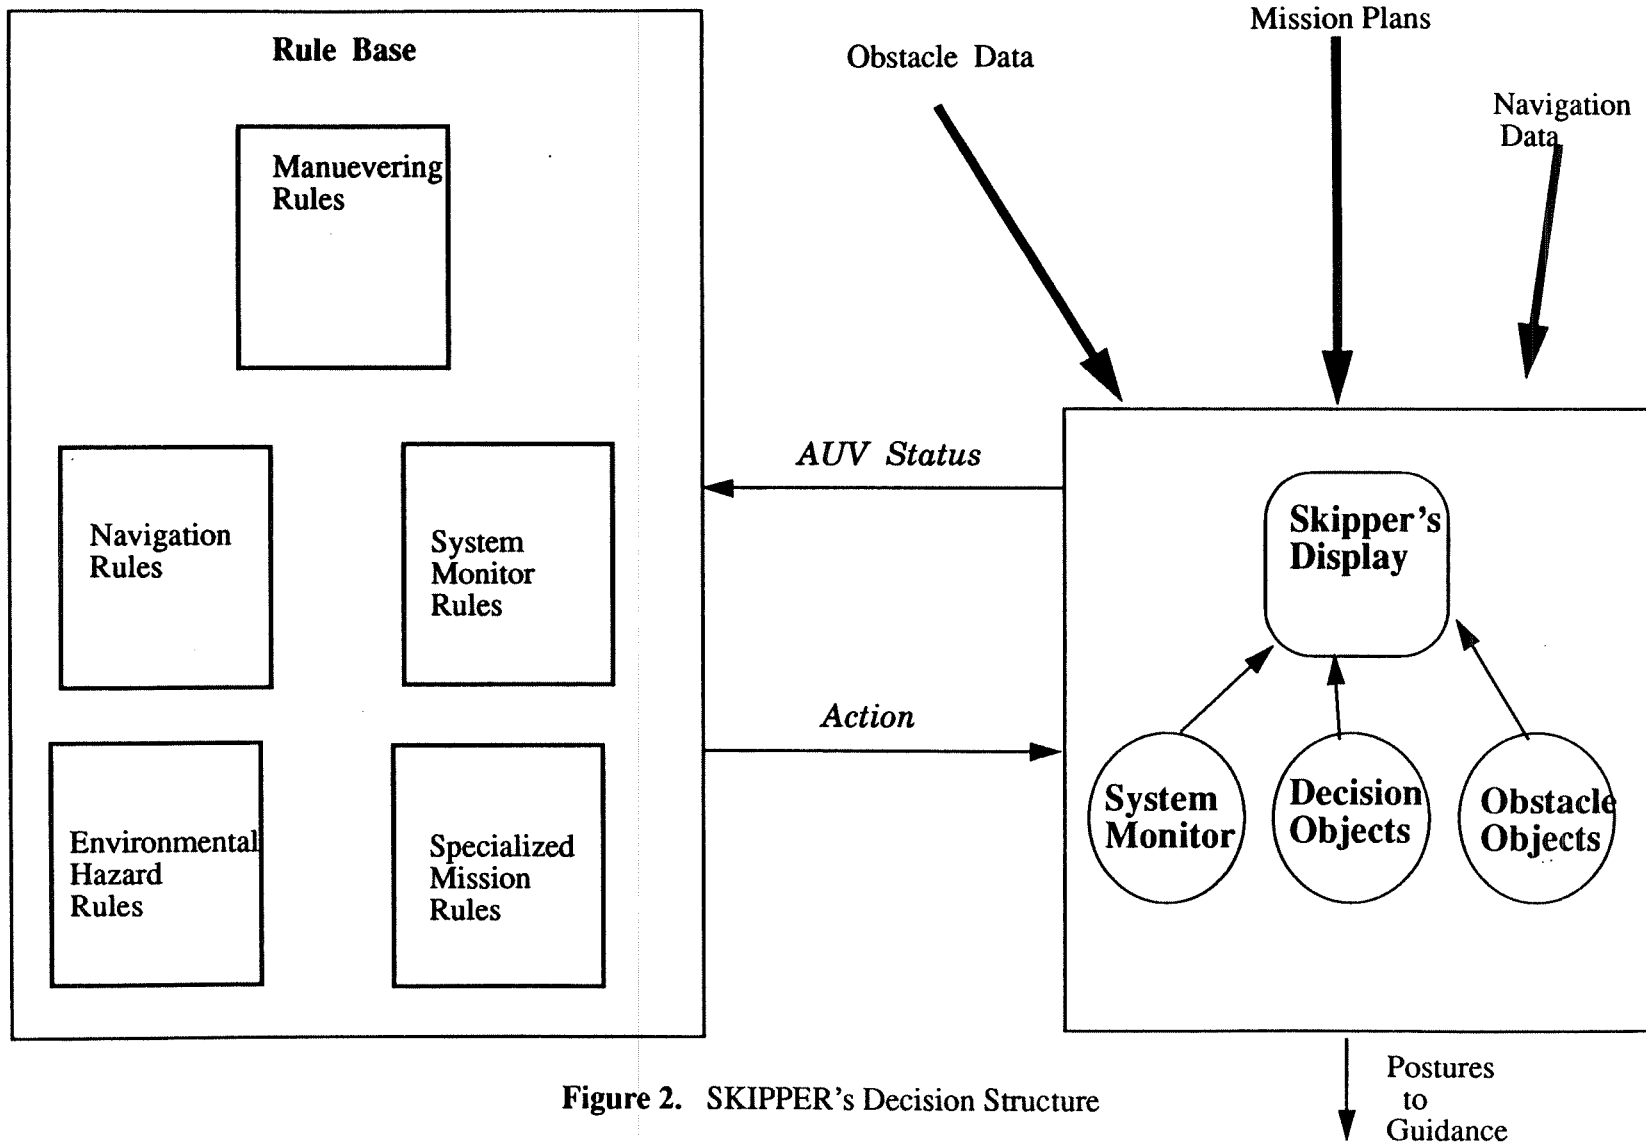 Rule Base
Manuevering
Rules
Navigation
Rules
System
Monitor
Rules
Environmental
Hazard
Rules
Specialized
Mission
Rules
Obstacle Data
Mission Plans
Navigation
Data
AUV Status
Action
Skipper's
Display
System
Monitor
Decision
Objects
Obstacle
Objects
Postures
to
Guidance
Figure 2. SKIPPER's Decision Structure